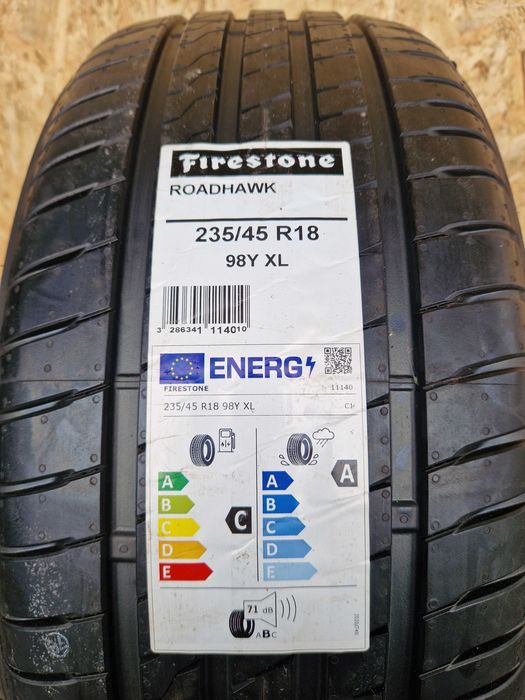 Firestone
ROADHAWK
235/45 R18
98Y XL
3 286341 114010
ENERG
FIRESTONE 11140
235/45 R18 98Y XL C1
A A
B B
C C
D D
E E
C
A
71 dB
ABC